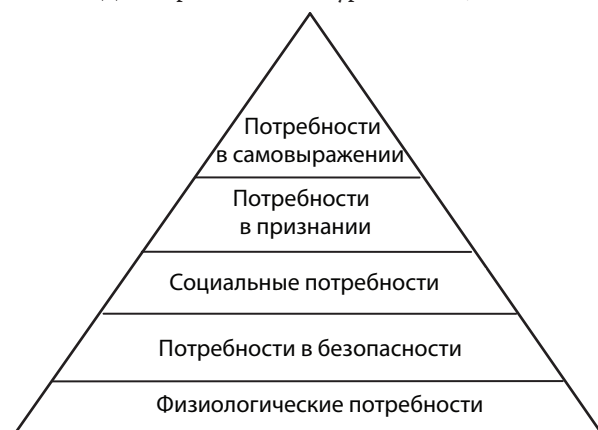 Потребности
в самовыражении
Потребности
в признании
Социальные потребности
Потребности в безопасности
Физиологические потребности